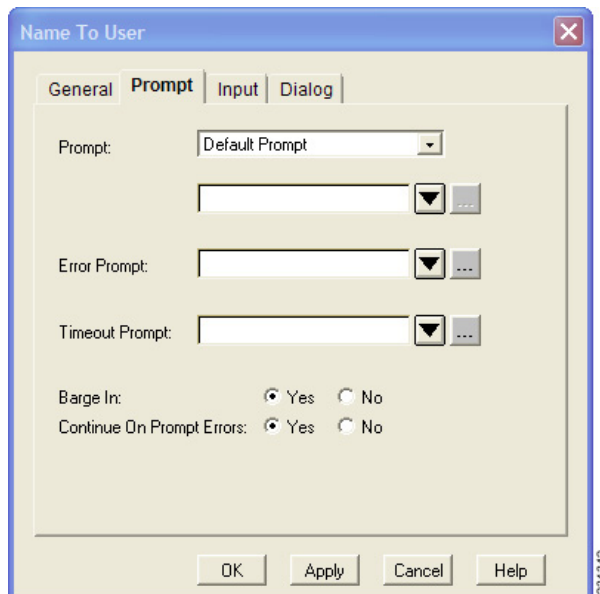 Name To User
General Prompt Input Dialog
Prompt: Default Prompt
...
Error Prompt: ...
Timeout Prompt: ...
Barge In: Yes No
Continue On Prompt Errors: Yes No
OK Apply Cancel Help